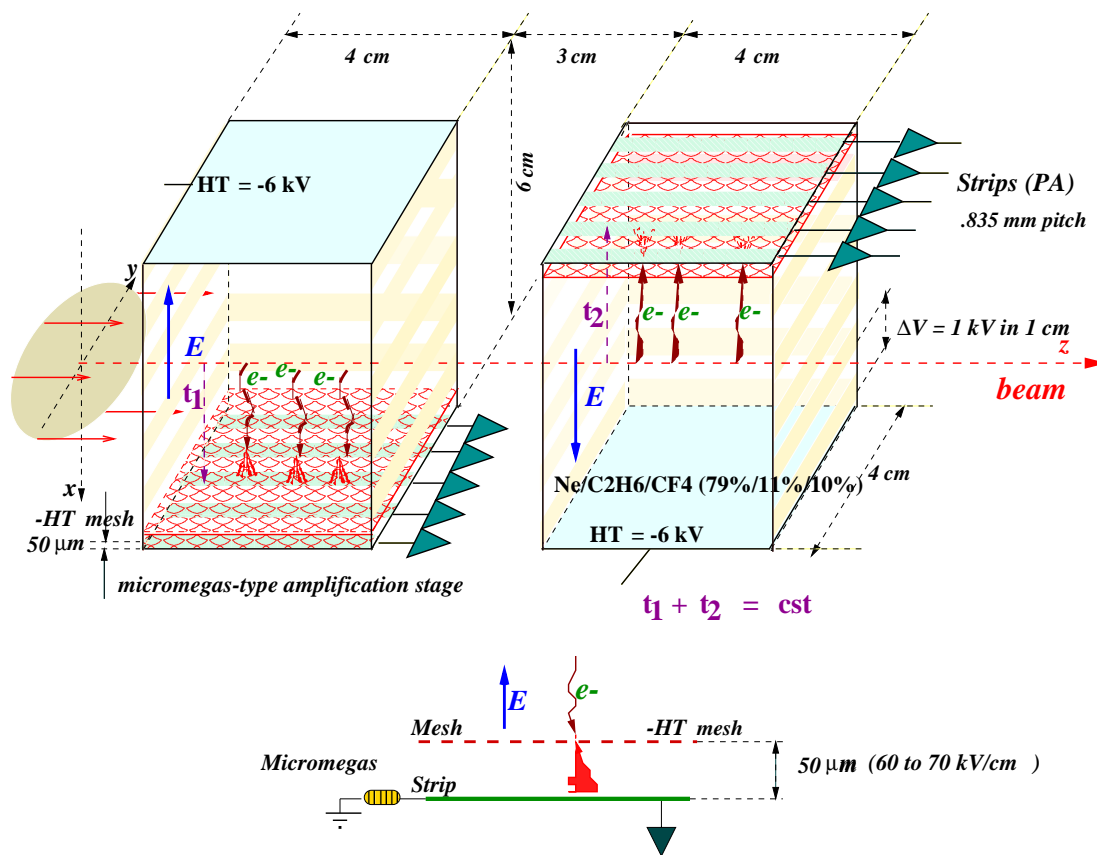 4 cm
3 cm
4 cm
6 cm
HT = -6 kV
Strips (PA)
.835 mm pitch
y
E
t1
e-
e-
e-
t2
e-
e-
e-
ΔV = 1 kV in 1 cm
z
beam
E
x
-HT mesh
50 μm
Ne/C2H6/CF4 (79%/11%/10%)
4 cm
HT = -6 kV
micromegas-type amplification stage
t1 + t2 = cst
E
e-
Mesh
-HT mesh
Micromegas
50 μm (60 to 70 kV/cm )
Strip